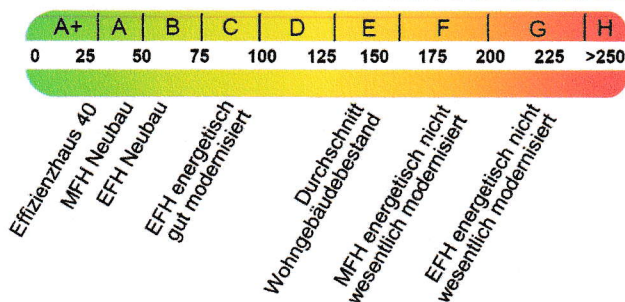 A+ A B C D E F G H
0 25 50 75 100 125 150 175 200 225 >250
Effizienzhaus 40
MFH Neubau
EFH Neubau
EFH energetisch
gut modernisiert
Durchschnitt
Wohngebäudebestand
MFH energetisch nicht
wesentlich modernisiert
EFH energetisch nicht
wesentlich modernisiert